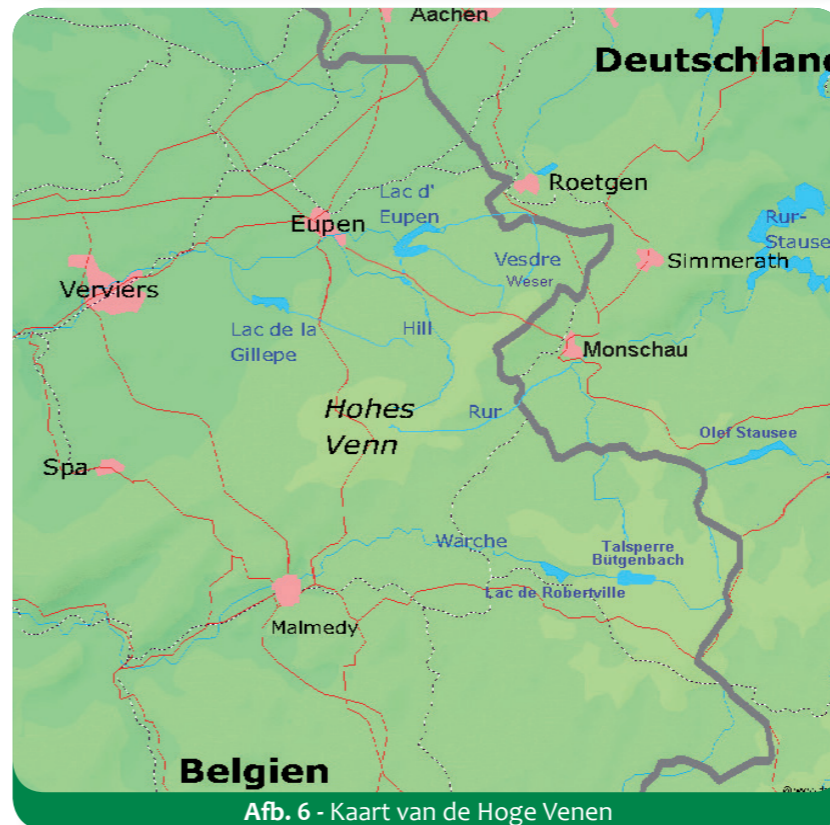 Aachen
Deutschland
Roetgen
Lac d'
Eupen
Eupen
Rur-
Stausee
Vesdre
Weser
Simmerath
Verviers
Lac de la
Gillepe
Hill
Monschau
Hohes
Venn
Rur
Olef Stausee
Spa
Warche
Talsperre
Bütgenbach
Lac de Robertville
Malmedy
Belgien
Afb. 6 - Kaart van de Hoge Venen